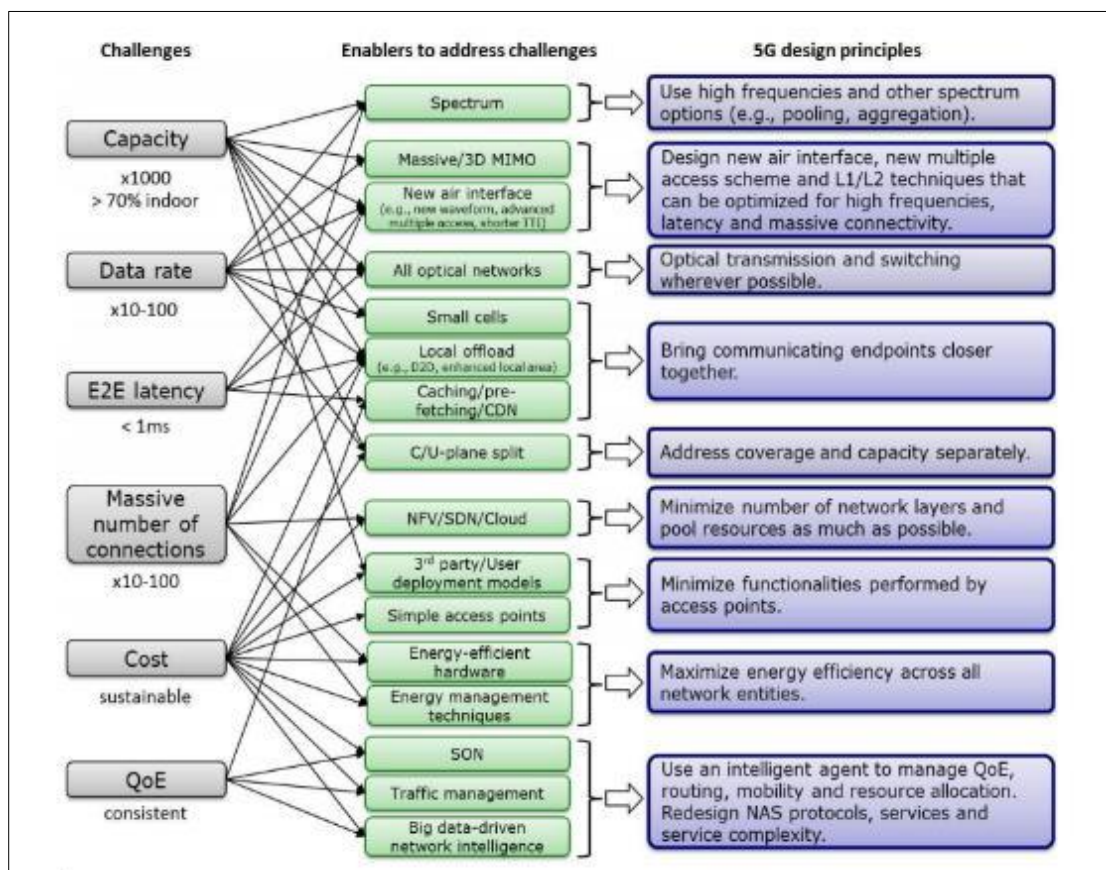 Challenges
Enablers to address challenges
5G design principles
Capacity
x1000
> 70% indoor
Data rate
x10-100
E2E latency
< 1ms
Massive
number of
connections
x10-100
Cost
sustainable
QoE
consistent
Spectrum
Massive/3D MIMO
New air interface
(e.g., new waveform, advanced
multiple access, shorter TTI)
All optical networks
Small cells
Local offload
(e.g., D2D, enhanced local area)
Caching/pre-
fetching/CDN
C/U-plane split
NFV/SDN/Cloud
3rd party/User
deployment models
Simple access points
Energy-efficient
hardware
Energy management
techniques
SON
Traffic management
Big data-driven
network intelligence
Use high frequencies and other spectrum
options (e.g., pooling, aggregation).
Design new air interface, new multiple
access scheme and L1/L2 techniques that
can be optimized for high frequencies,
latency and massive connectivity.
Optical transmission and switching
wherever possible.
Bring communicating endpoints closer
together.
Address coverage and capacity separately.
Minimize number of network layers and
pool resources as much as possible.
Minimize functionalities performed by
access points.
Maximize energy efficiency across all
network entities.
Use an intelligent agent to manage QoE,
routing, mobility and resource allocation.
Redesign NAS protocols, services and
service complexity.